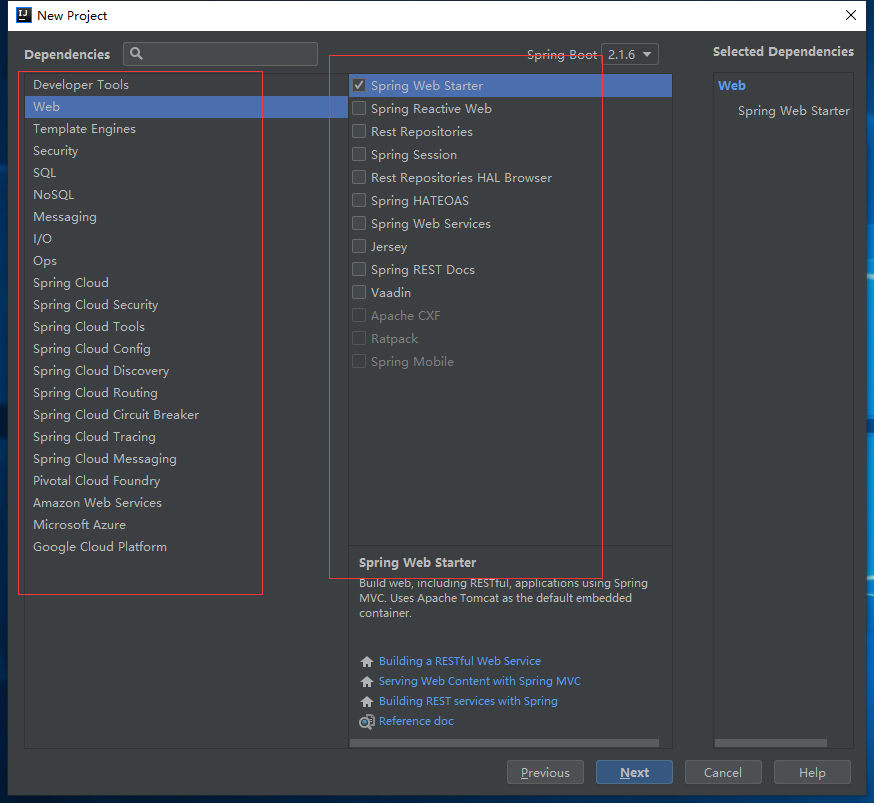 New Project
Dependencies
Spring Boot 2.1.6
Selected Dependencies
Developer Tools
Web
Template Engines
Security
SQL
NoSQL
Messaging
I/O
Ops
Spring Cloud
Spring Cloud Security
Spring Cloud Tools
Spring Cloud Config
Spring Cloud Discovery
Spring Cloud Routing
Spring Cloud Circuit Breaker
Spring Cloud Tracing
Spring Cloud Messaging
Pivotal Cloud Foundry
Amazon Web Services
Microsoft Azure
Google Cloud Platform
Spring Web Starter
Spring Reactive Web
Rest Repositories
Spring Session
Rest Repositories HAL Browser
Spring HATEOAS
Spring Web Services
Jersey
Spring REST Docs
Vaadin
Apache CXF
Ratpack
Spring Mobile
Spring Web Starter
Build web, including RESTful, applications using Spring
MVC. Uses Apache Tomcat as the default embedded
container.
Building a RESTful Web Service
Serving Web Content with Spring MVC
Building REST services with Spring
Reference doc
Web
Spring Web Starter
Previous
Next
Cancel
Help